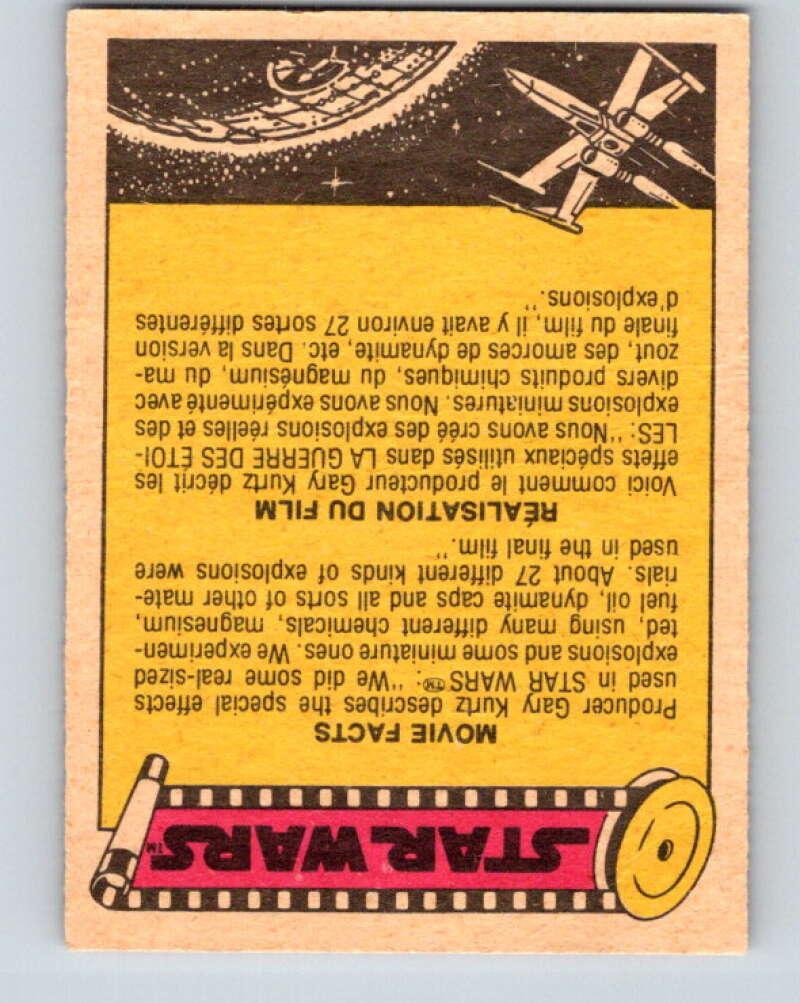 STAR WARS™
MOVIE FACTS
Producer Gary Kurtz describes the special effects
used in STAR WARS™: "We did some real-sized
explosions and some miniature ones. We experimen-
ted, using many different chemicals, magnesium,
fuel oil, dynamite caps and all sorts of other mate-
rials. About 27 different kinds of explosions were
used in the final film."
RÉALISATION DU FILM
Voici comment le producteur Gary Kurtz décrit les
effets spéciaux utilisés dans LA GUERRE DES ÉTOI-
LES: "Nous avons créé des explosions réelles et des
explosions miniatures. Nous avons expérimenté avec
divers produits chimiques, du magnésium, du ma-
zout, des amorces de dynamite, etc. Dans la version
finale du film, il y avait environ 27 sortes différentes
d'explosions."